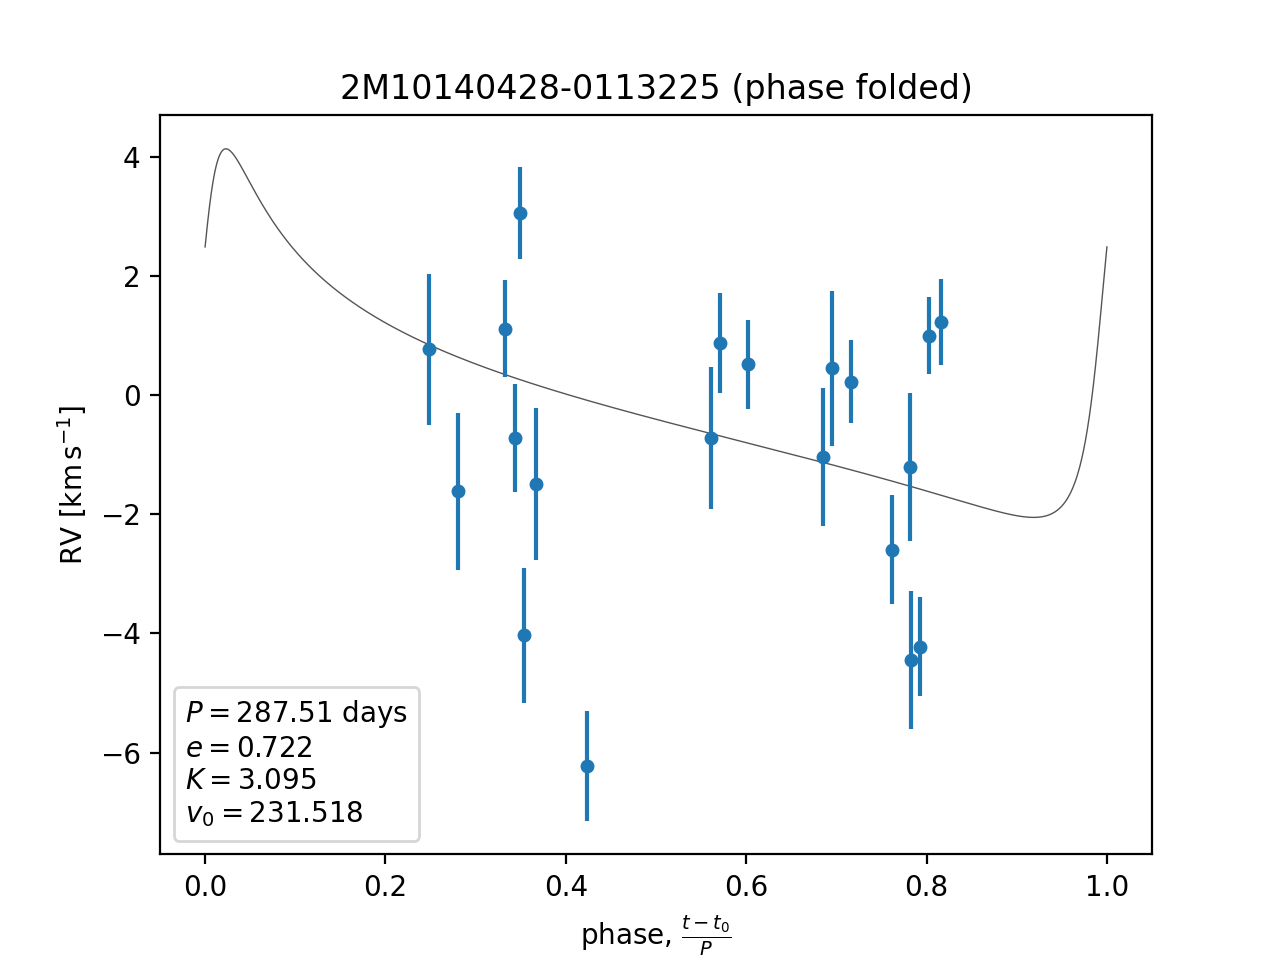 2M10140428-0113225 (phase folded)
RV [km s⁻¹]
4
2
0
−2
−4
−6
P = 287.51 days
e = 0.722
K = 3.095
v₀ = 231.518
0.0 0.2 0.4 0.6 0.8 1.0
phase, (t − t₀)/P